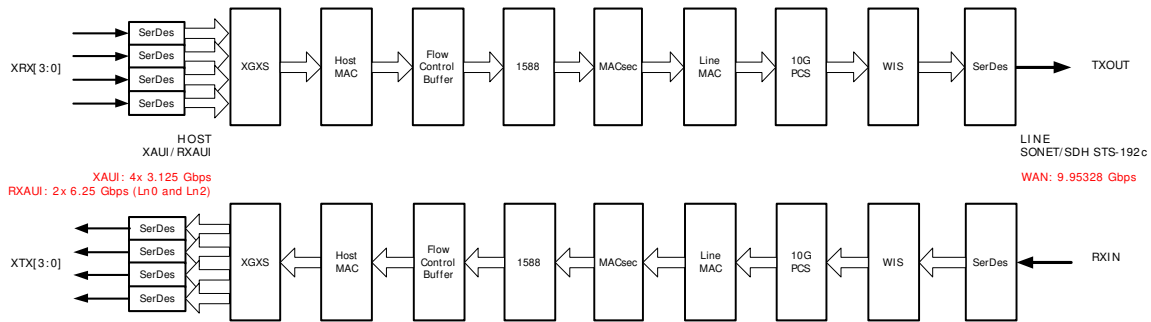 SerDes
SerDes
SerDes
SerDes
XRX[3:0]
XGXS
Host
MAC
Flow
Control
Buffer
1588
MACsec
Line
MAC
10G
PCS
WIS
SerDes
TXOUT
HOST
XAUI/RXAUI
XAUI: 4x 3.125 Gbps
RXAUI: 2x 6.25 Gbps (Ln0 and Ln2)
LINE
SONET/SDH STS-192c
WAN: 9.95328 Gbps
SerDes
SerDes
SerDes
SerDes
XTX[3:0]
XGXS
Host
MAC
Flow
Control
Buffer
1588
MACsec
Line
MAC
10G
PCS
WIS
SerDes
RXIN